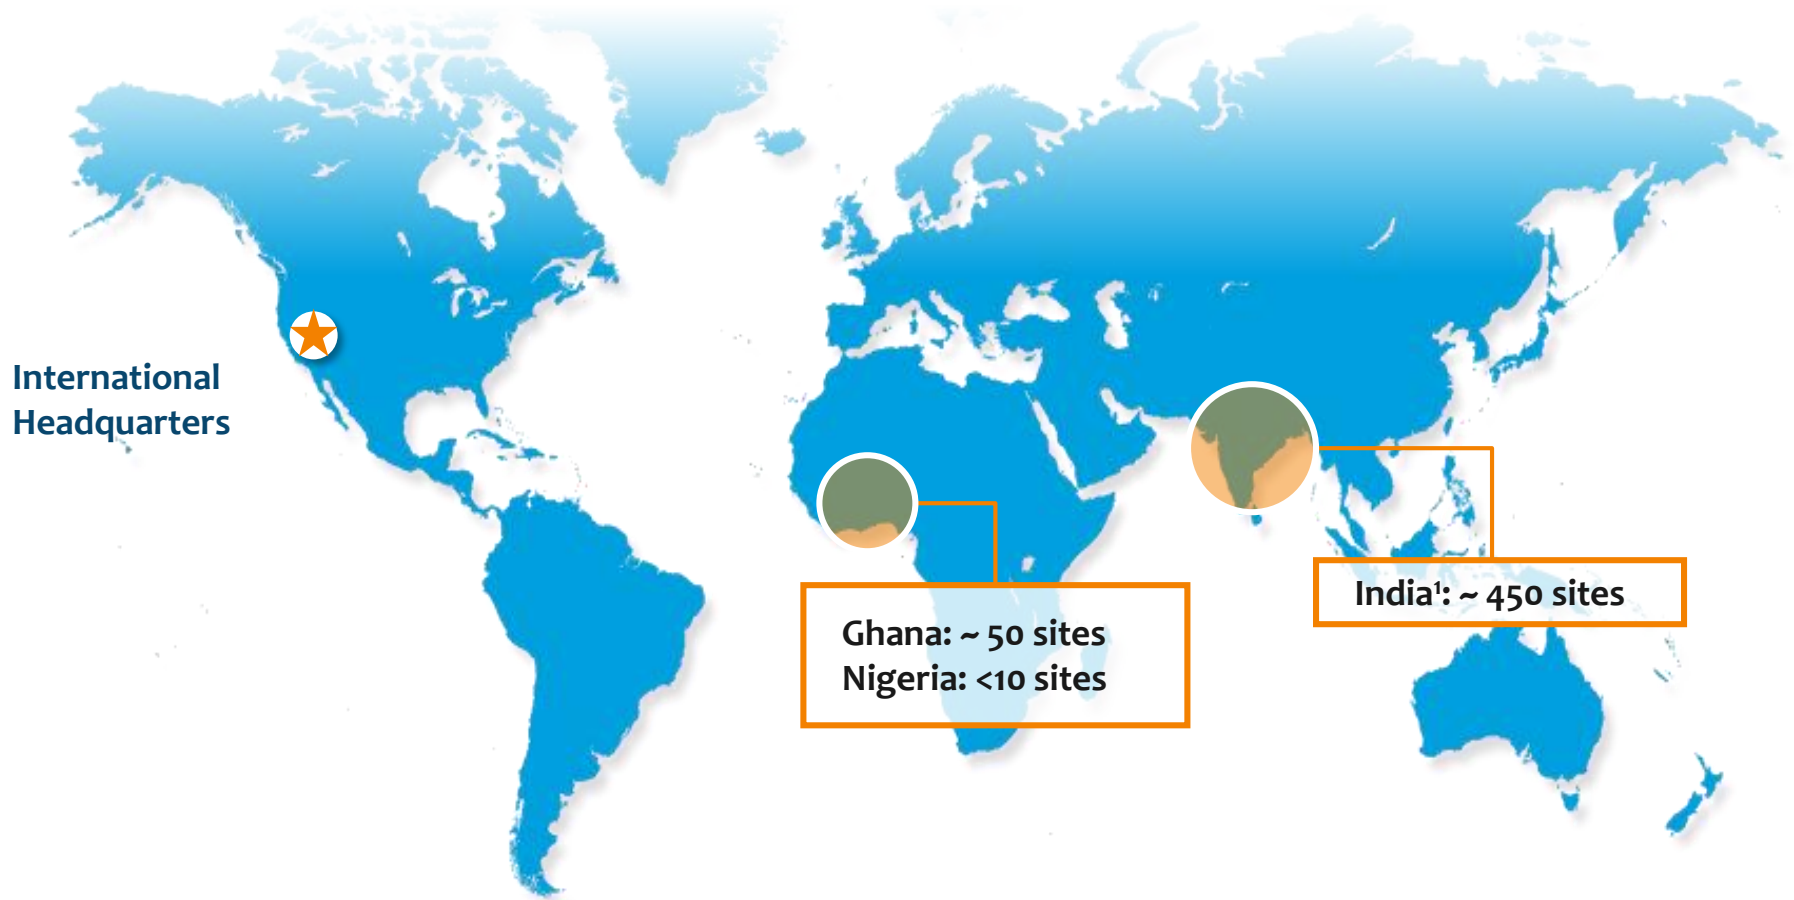 International
Headquarters
Ghana: ~ 50 sites
Nigeria: <10 sites
India¹: ~ 450 sites